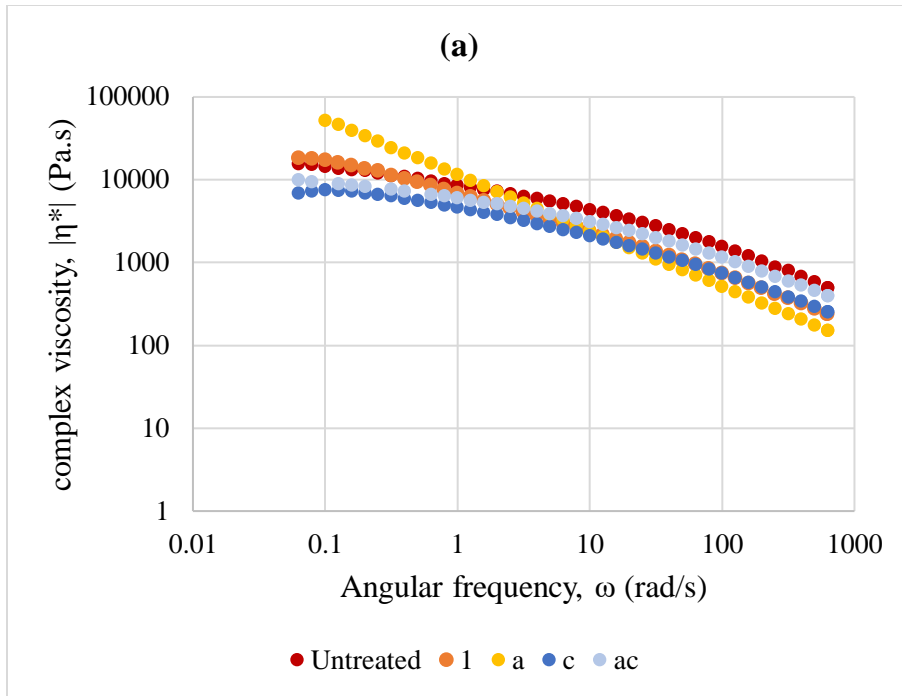 (a)
100000
10000
1000
100
10
1
complex viscosity, |η*| (Pa.s)
0.01 0.1 1 10 100 1000
Angular frequency, ω (rad/s)
Untreated 1 a c ac